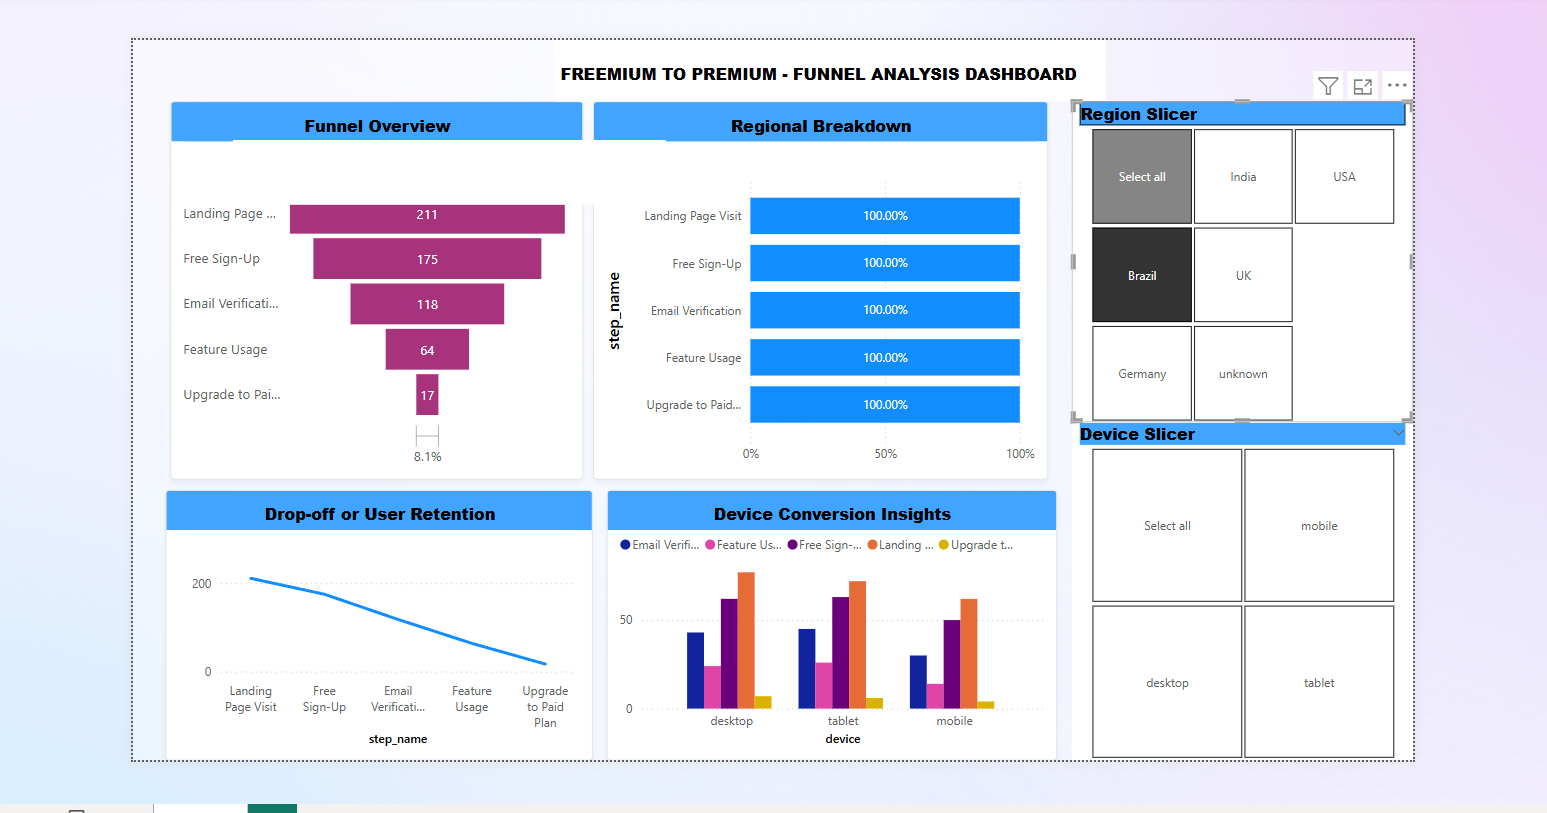 FREEMIUM TO PREMIUM - FUNNEL ANALYSIS DASHBOARD
Funnel Overview
Landing Page ...
211
Free Sign-Up
175
Email Verificati...
118
Feature Usage
64
Upgrade to Pai...
17
8.1%
Regional Breakdown
step_name
Landing Page Visit
100.00%
Free Sign-Up
100.00%
Email Verification
100.00%
Feature Usage
100.00%
Upgrade to Paid...
100.00%
0% 50% 100%
Region Slicer
Select all India USA
Brazil UK
Germany unknown
Device Slicer
Select all mobile
desktop tablet
Drop-off or User Retention
200
0
Landing Free Email Feature Upgrade
Page Visit Sign-Up Verificati... Usage to Paid
Plan
step_name
Device Conversion Insights
Email Verifi... Feature Us... Free Sign-... Landing ... Upgrade t...
50
0
desktop tablet mobile
device